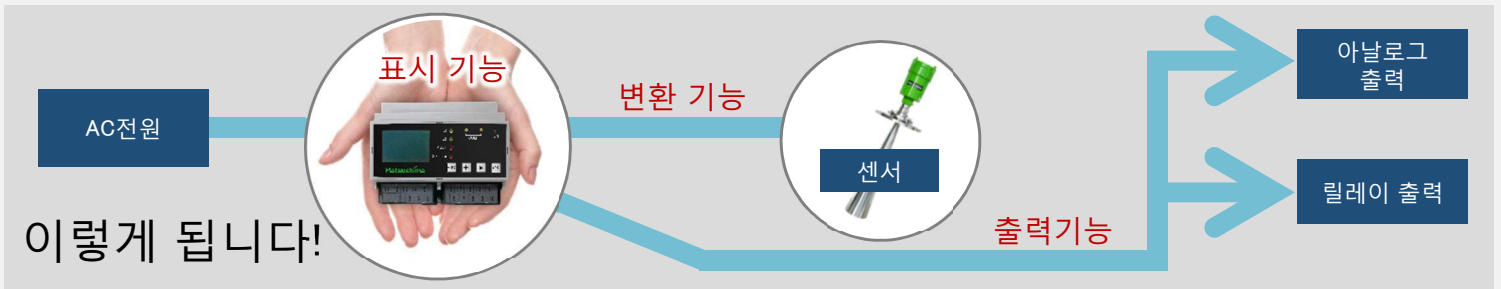 표시 기능
변환 기능
아날로그
출력
AC전원
Matsushima
센서
릴레이 출력
출력기능
이렇게 됩니다!